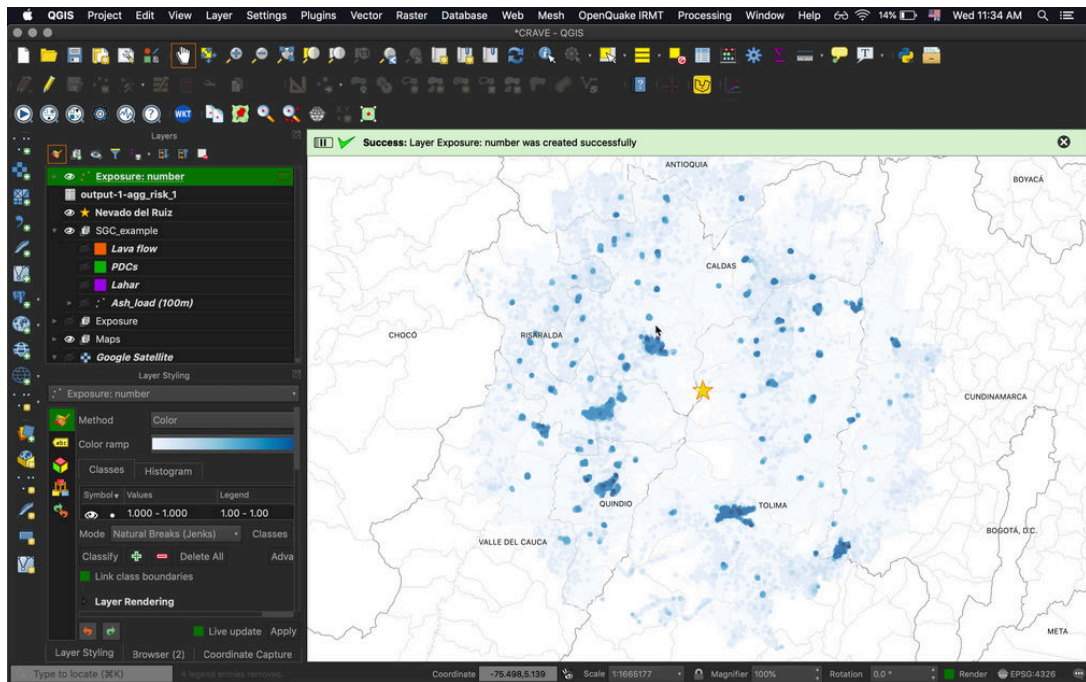 QGIS Project Edit View Layer Settings Plugins Vector Raster Database Web Mesh OpenQuake IRMT Processing Window Help 14% Wed 11:34 AM
*CRAVE - QGIS
WKT
Layers
Success: Layer Exposure: number was created successfully
Exposure: number
output-1-agg_risk_1
Nevado del Ruiz
SGC_example
Lava flow
PDCs
Lahar
Ash_load (100m)
Exposure
Maps
Google Satellite
Layer Styling
Exposure: number
Method Color
Color ramp
Classes Histogram
Symbol Values Legend
1.000 - 1.000 1.00 - 1.00
Mode Natural Breaks (Jenks) Classes
Classify Delete All Adva
Link class boundaries
Layer Rendering
Live update Apply
Layer Styling Browser (2) Coordinate Capture
ANTIOQUIA
BOYACÁ
CALDAS
CHOCÓ
RISARALDA
CUNDINAMARCA
QUINDIO
TOLIMA
VALLE DEL CAUCA
BOGOTÁ, D.C.
META
Type to locate (⌘K) 4 legend entries removed. Coordinate -75.498,5.139 Scale 1:1665177 Magnifier 100% Rotation 0.0 ° Render EPSG:4326